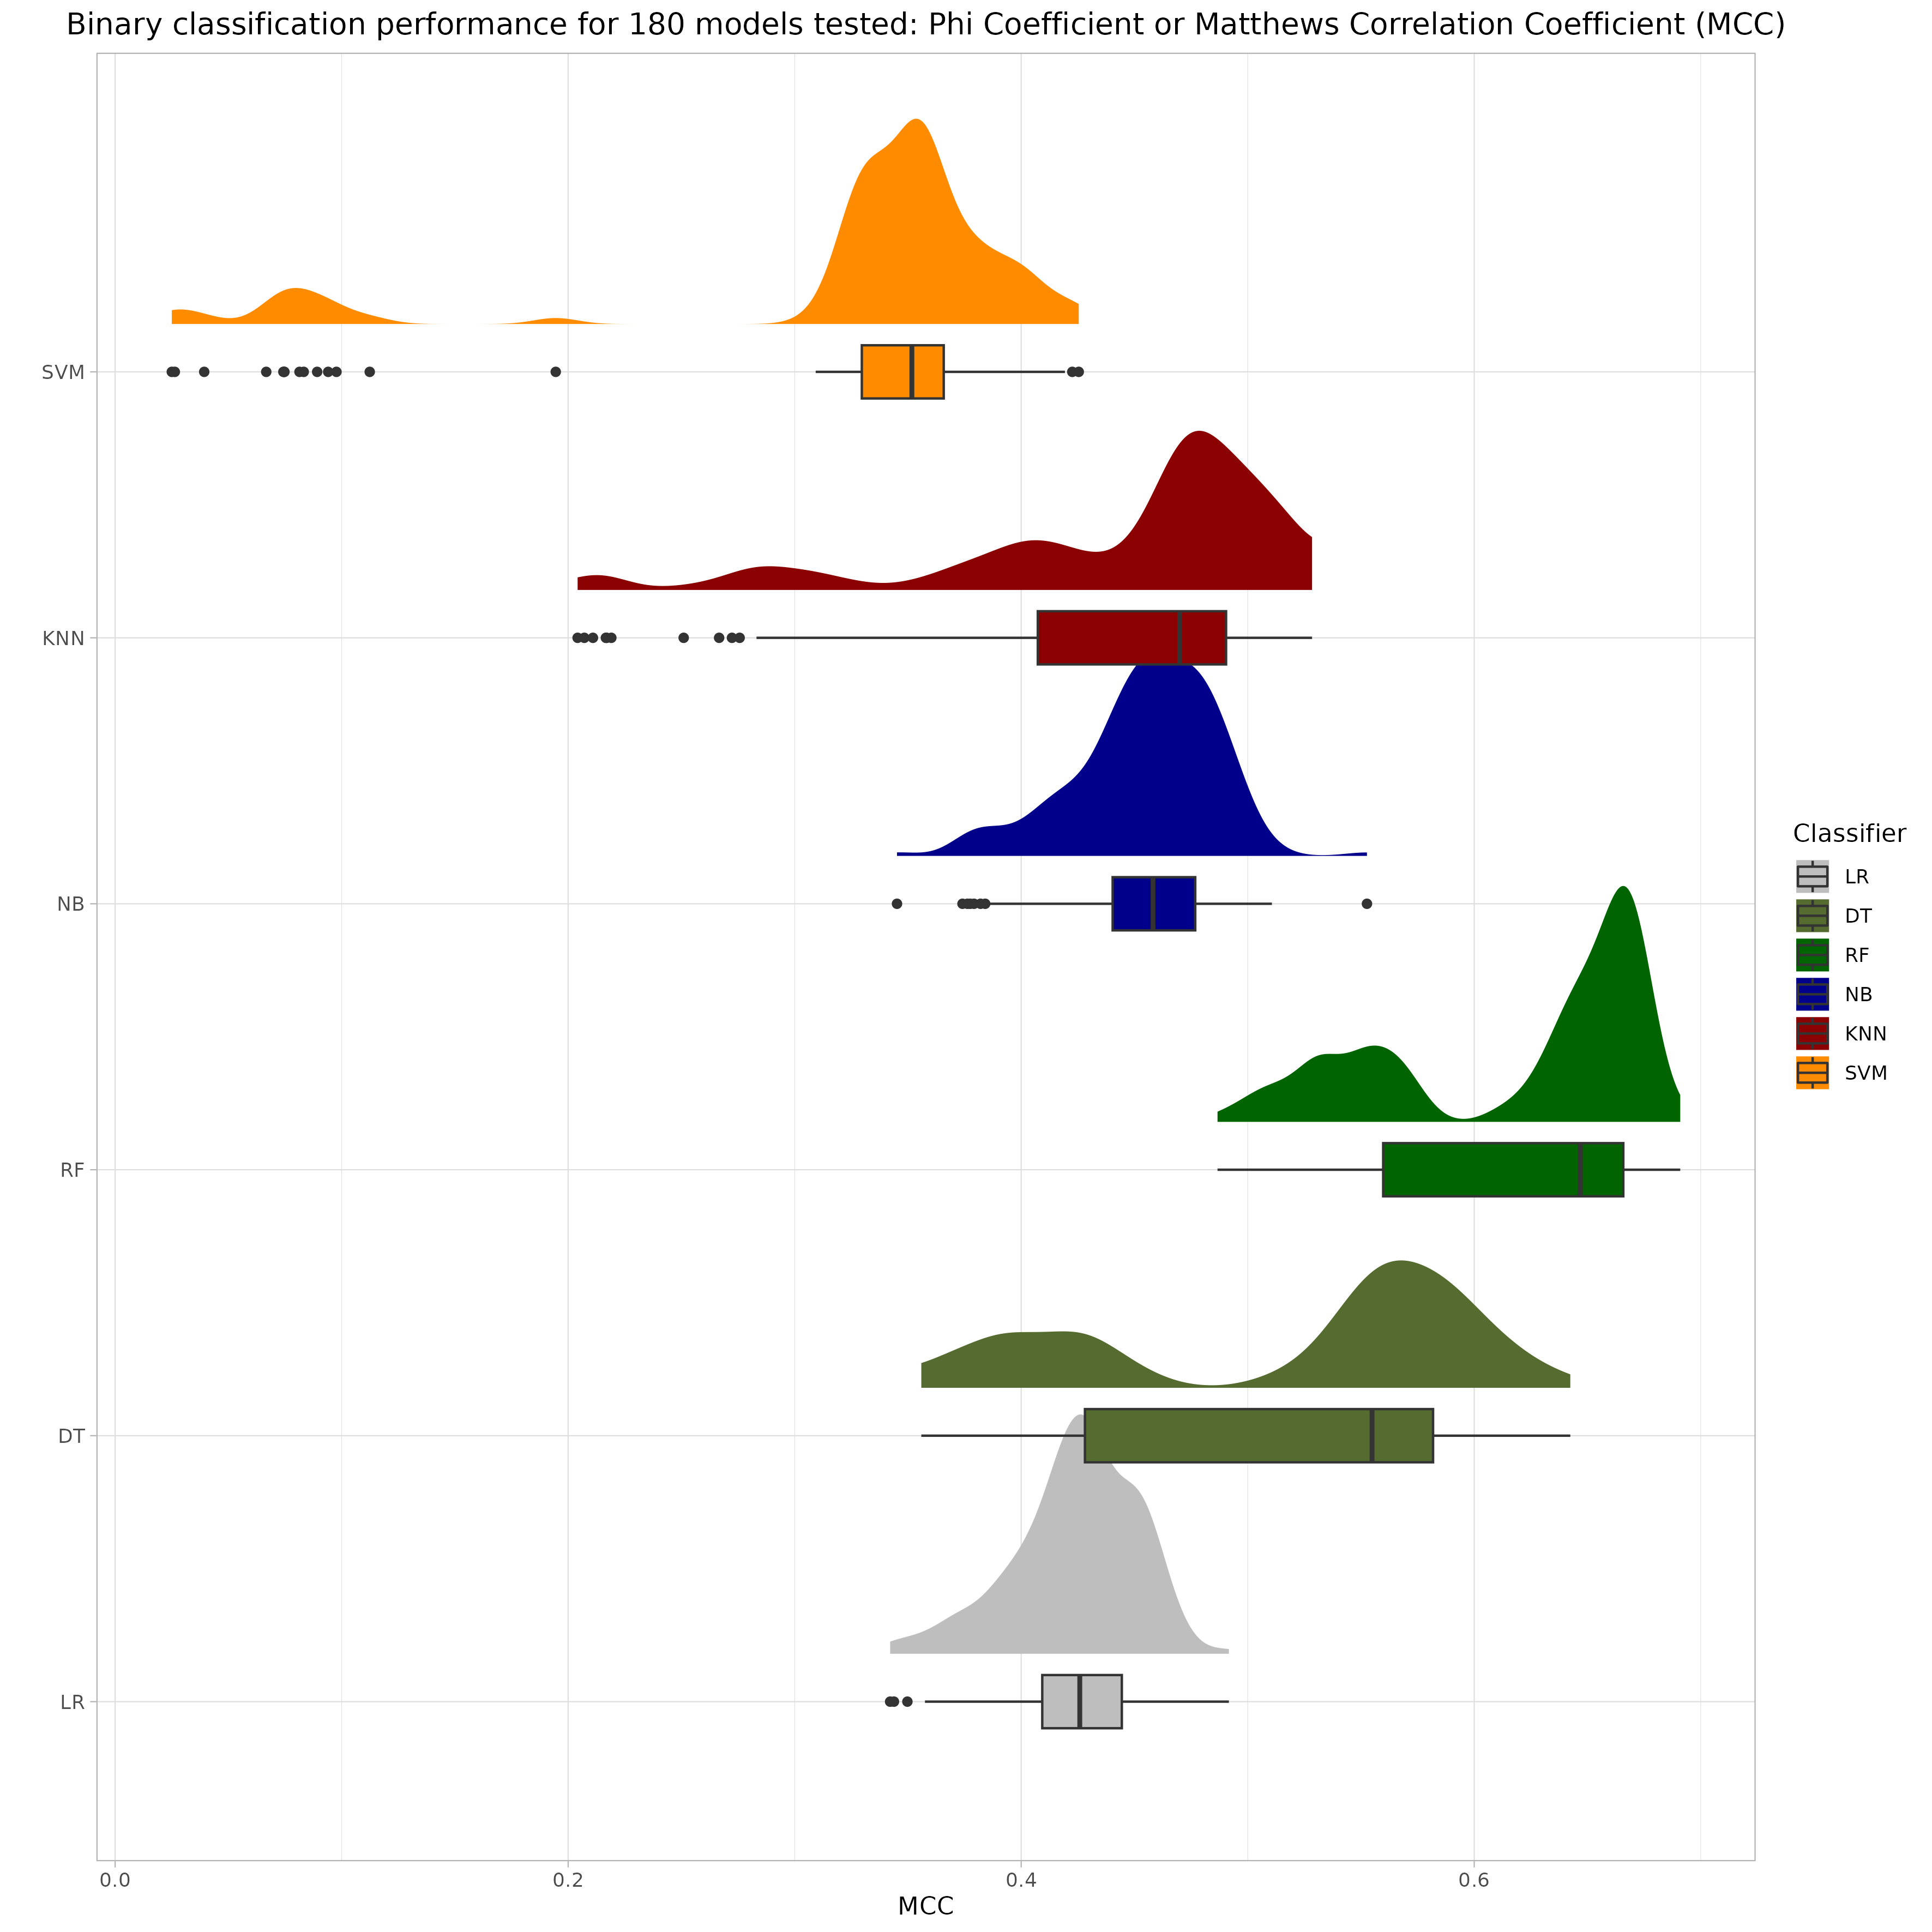 Binary classification performance for 180 models tested: Phi Coefficient or Matthews Correlation Coefficient (MCC)
SVM
KNN
NB
RF
DT
LR
0.0 0.2 0.4 0.6
MCC
Classifier
LR
DT
RF
NB
KNN
SVM